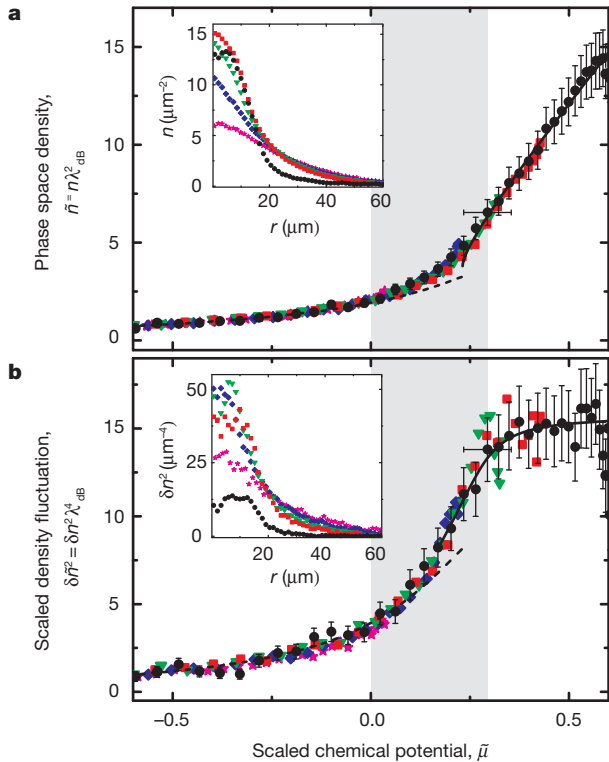 a
Phase space density,
ñ = nλ²dB
15
10
5
0
n (μm⁻²)
15
10
5
0
20
40
60
r (μm)
b
Scaled density fluctuation,
δñ² = δn²λ⁴dB
15
10
5
0
δn² (μm⁻⁴)
50
25
0
20
40
60
r (μm)
−0.5
0.0
0.5
Scaled chemical potential, μ̃